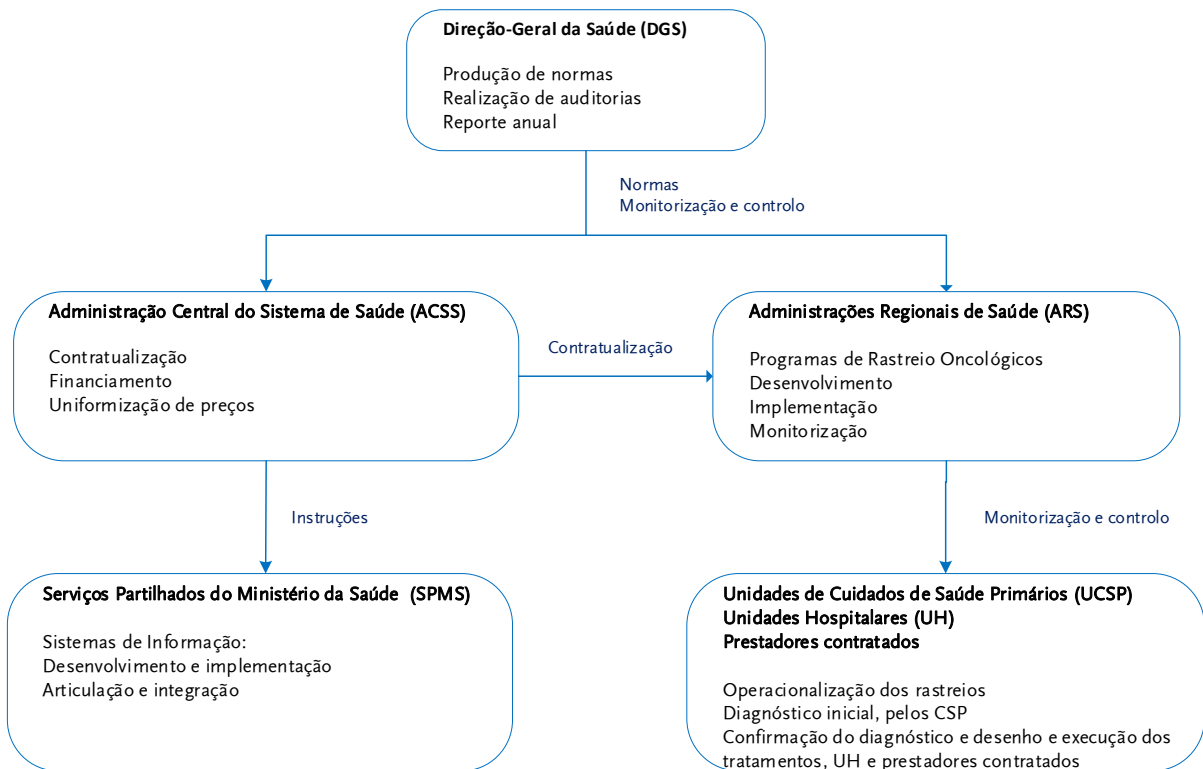 Direção-Geral da Saúde (DGS)
Produção de normas
Realização de auditorias
Reporte anual
Normas
Monitorização e controlo
Administração Central do Sistema de Saúde (ACSS)
Contratualização
Financiamento
Uniformização de preços
Contratualização
Administrações Regionais de Saúde (ARS)
Programas de Rastreio Oncológicos
Desenvolvimento
Implementação
Monitorização
Instruções
Monitorização e controlo
Serviços Partilhados do Ministério da Saúde (SPMS)
Sistemas de Informação:
Desenvolvimento e implementação
Articulação e integração
Unidades de Cuidados de Saúde Primários (UCSP)
Unidades Hospitalares (UH)
Prestadores contratados
Operacionalização dos rastreios
Diagnóstico inicial, pelos CSP
Confirmação do diagnóstico e desenho e execução dos
tratamentos, UH e prestadores contratados